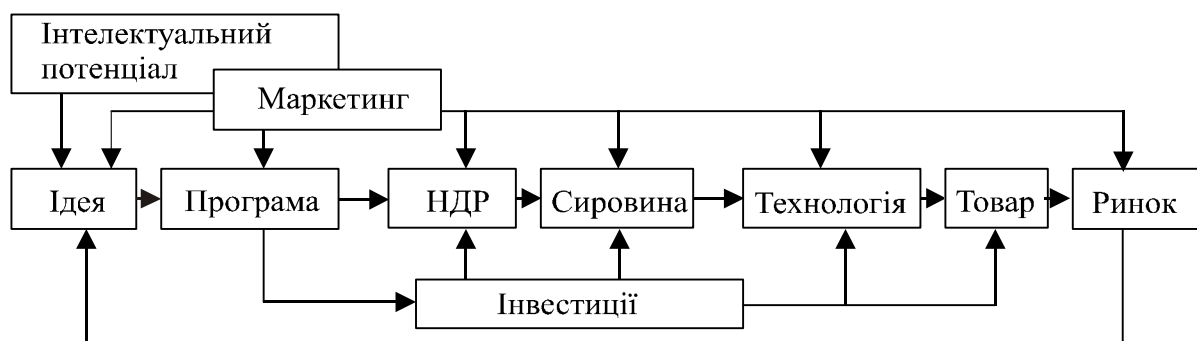 Інтелектуальний
потенціал
Маркетинг
Ідея
Програма
НДР
Сировина
Технологія
Товар
Ринок
Інвестиції